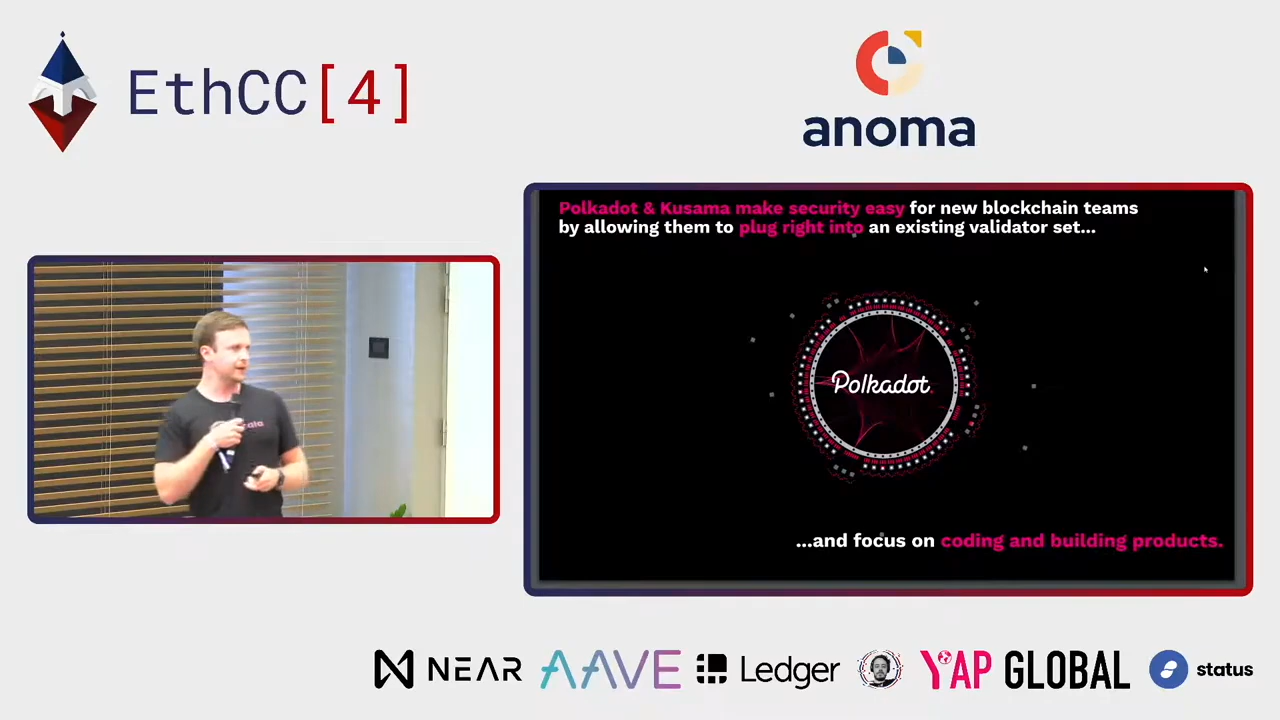 EthCC[4]
anoma
Polkadot & Kusama make security easy for new blockchain teams
by allowing them to plug right into an existing validator set...
Polkadot
...and focus on coding and building products.
NEAR
AAVE
Ledger
YAP GLOBAL
status